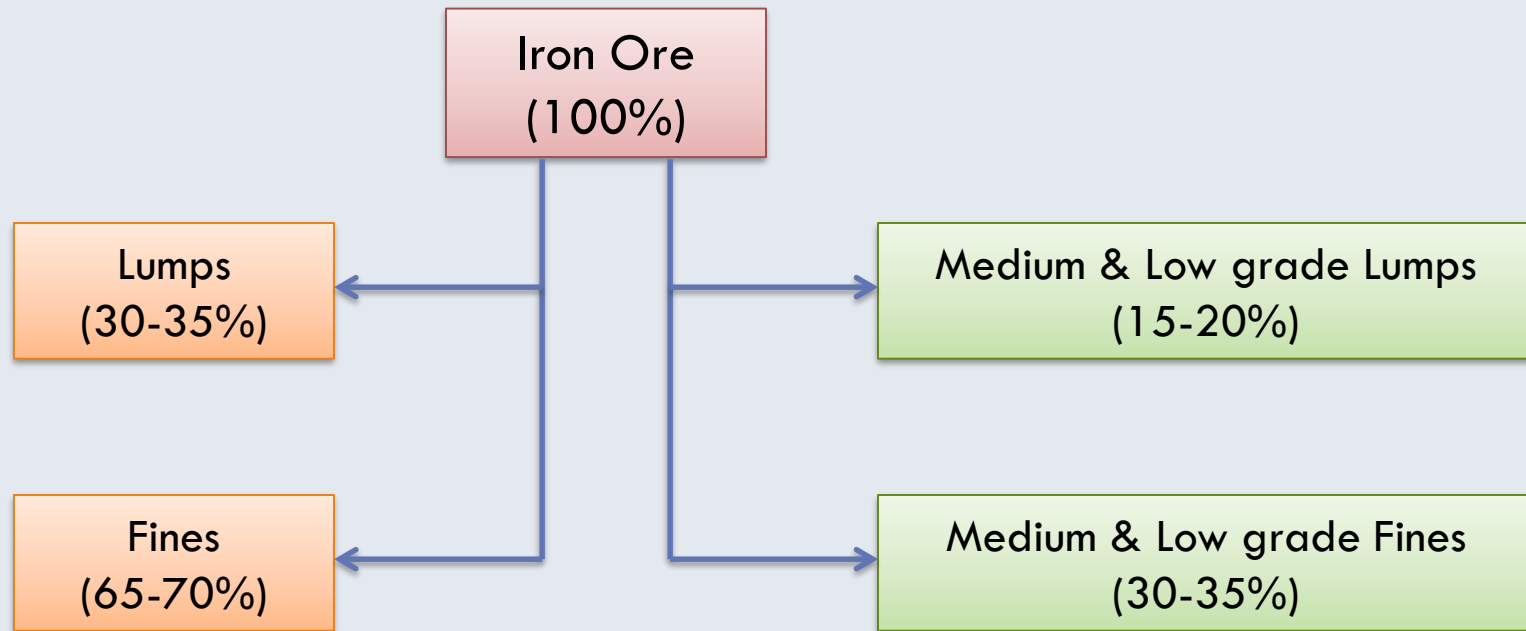 Iron Ore
(100%)
Lumps
(30-35%)
Medium & Low grade Lumps
(15-20%)
Fines
(65-70%)
Medium & Low grade Fines
(30-35%)